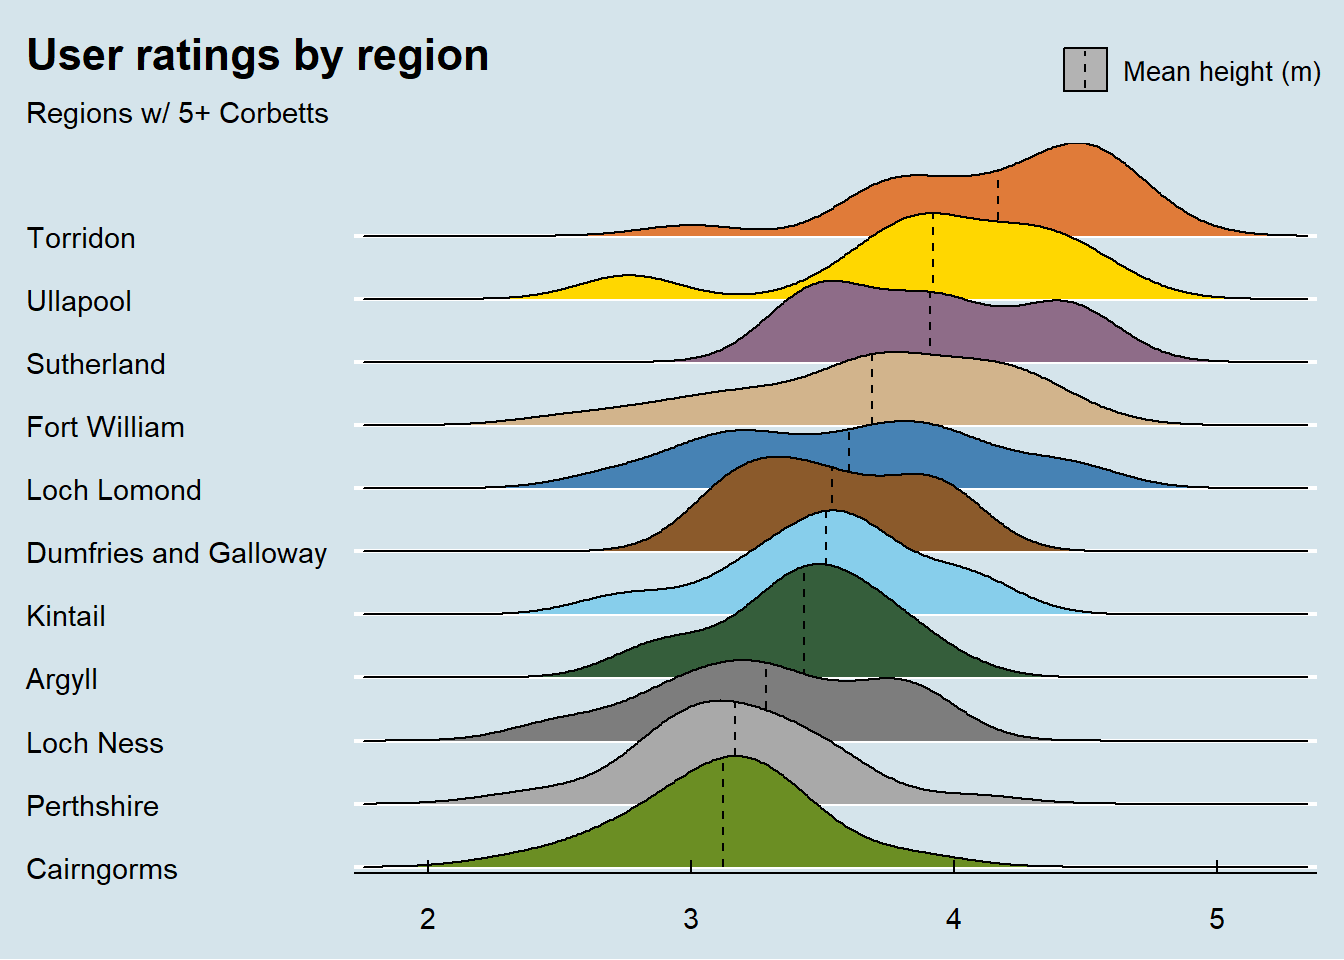 User ratings by region
Regions w/ 5+ Corbetts
Mean height (m)
Torridon
Ullapool
Sutherland
Fort William
Loch Lomond
Dumfries and Galloway
Kintail
Argyll
Loch Ness
Perthshire
Cairngorms
2 3 4 5